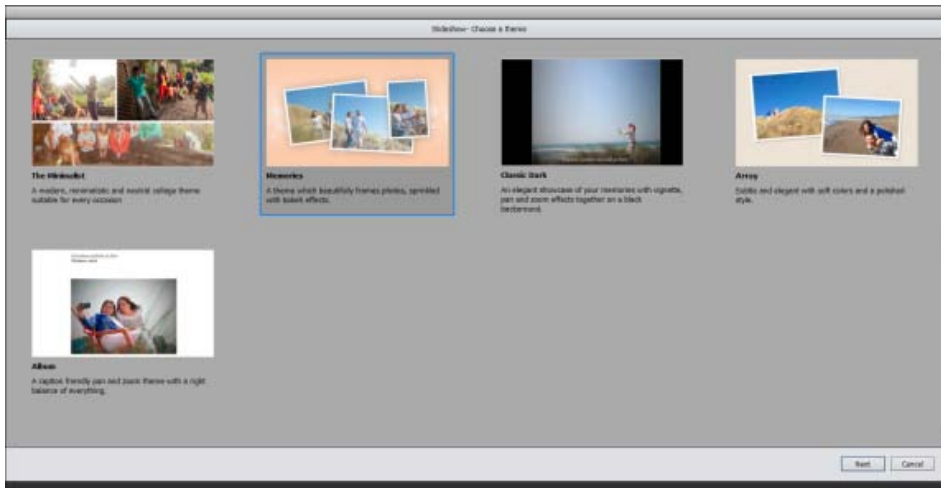 Slideshow- Choose a theme
The Minimalist
A modern, minimalistic and neutral collage theme
suitable for every occasion
Memories
A theme which beautifully frames photos, sprinkled
with bokeh effects.
Classic Dark
An elegant showcase of your memories with vignette,
pan and zoom effects together on a black
background.
Array
Subtle and elegant with soft colors and a polished
style.
Album
A caption friendly pan and zoom theme with a right
balance of everything.
Next
Cancel